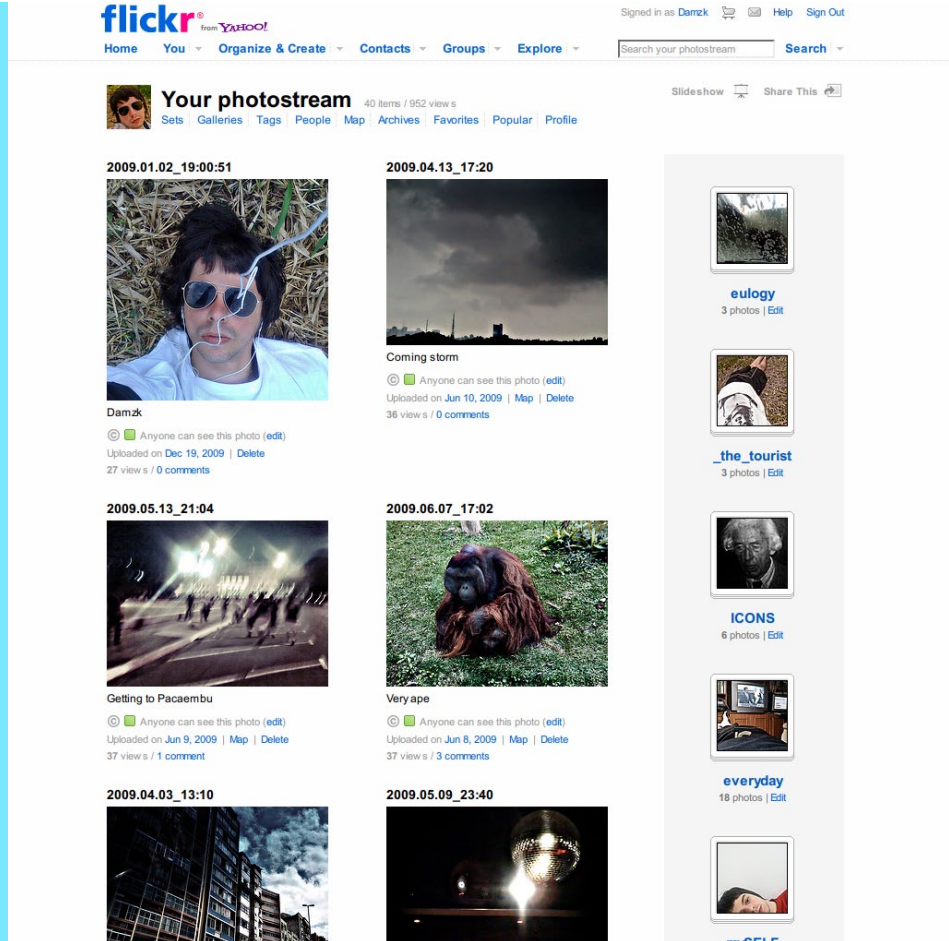 flickr® from YAHOO!
Signed in as Damzk Help Sign Out
Home You Organize & Create Contacts Groups Explore Search your photostream Search
Your photostream 40 items / 952 views
Slideshow Share This
Sets Galleries Tags People Map Archives Favorites Popular Profile
2009.01.02_19:00:51
Damzk
© Anyone can see this photo (edit)
Uploaded on Dec 19, 2009 | Delete
27 views / 0 comments
2009.04.13_17:20
Coming storm
© Anyone can see this photo (edit)
Uploaded on Jun 10, 2009 | Map | Delete
36 views / 0 comments
2009.05.13_21:04
Getting to Pacaembu
© Anyone can see this photo (edit)
Uploaded on Jun 9, 2009 | Map | Delete
37 views / 1 comment
2009.06.07_17:02
Very ape
© Anyone can see this photo (edit)
Uploaded on Jun 8, 2009 | Map | Delete
37 views / 3 comments
2009.04.03_13:10
2009.05.09_23:40
eulogy
3 photos | Edit
_the_tourist
3 photos | Edit
ICONS
6 photos | Edit
everyday
18 photos | Edit